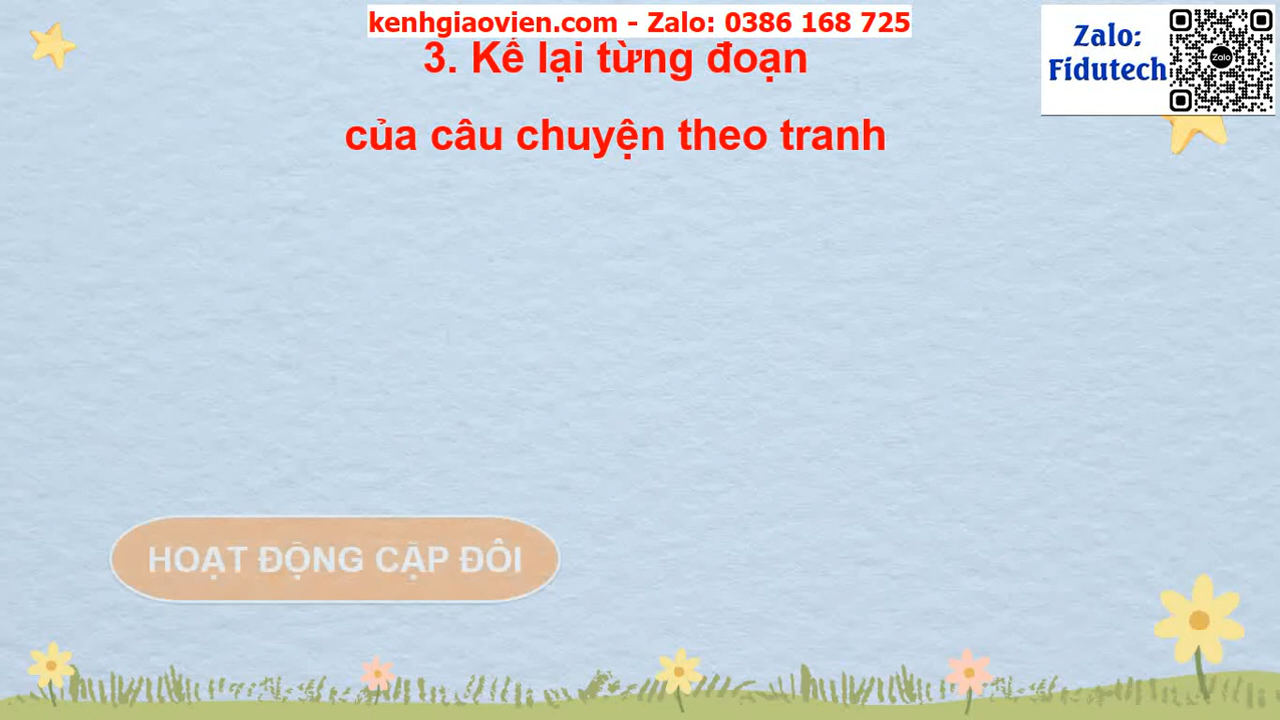 kenhgiaovien.com - Zalo: 0386 168 725
3. Kể lại từng đoạn
của câu chuyện theo tranh
Zalo:
Fidutech
Zalo
HOẠT ĐỘNG CẶP ĐÔI